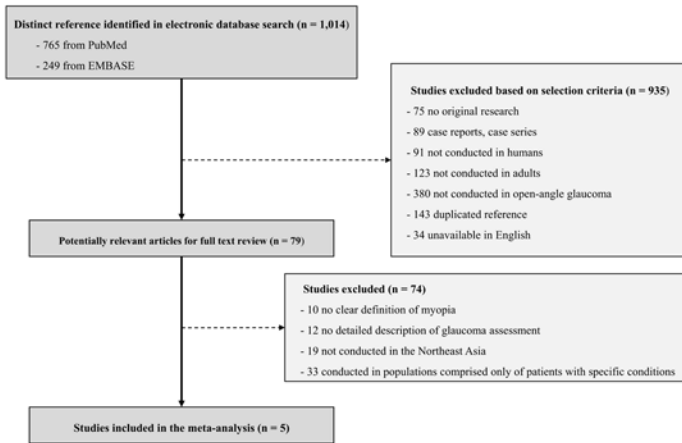 Distinct reference identified in electronic database search (n = 1,014)
- 765 from PubMed
- 249 from EMBASE
Studies excluded based on selection criteria (n = 935)
- 75 no original research
- 89 case reports, case series
- 91 not conducted in humans
- 123 not conducted in adults
- 380 not conducted in open-angle glaucoma
- 143 duplicated reference
- 34 unavailable in English
Potentially relevant articles for full text review (n = 79)
Studies excluded (n = 74)
- 10 no clear definition of myopia
- 12 no detailed description of glaucoma assessment
- 19 not conducted in the Northeast Asia
- 33 conducted in populations comprised only of patients with specific conditions
Studies included in the meta-analysis (n = 5)